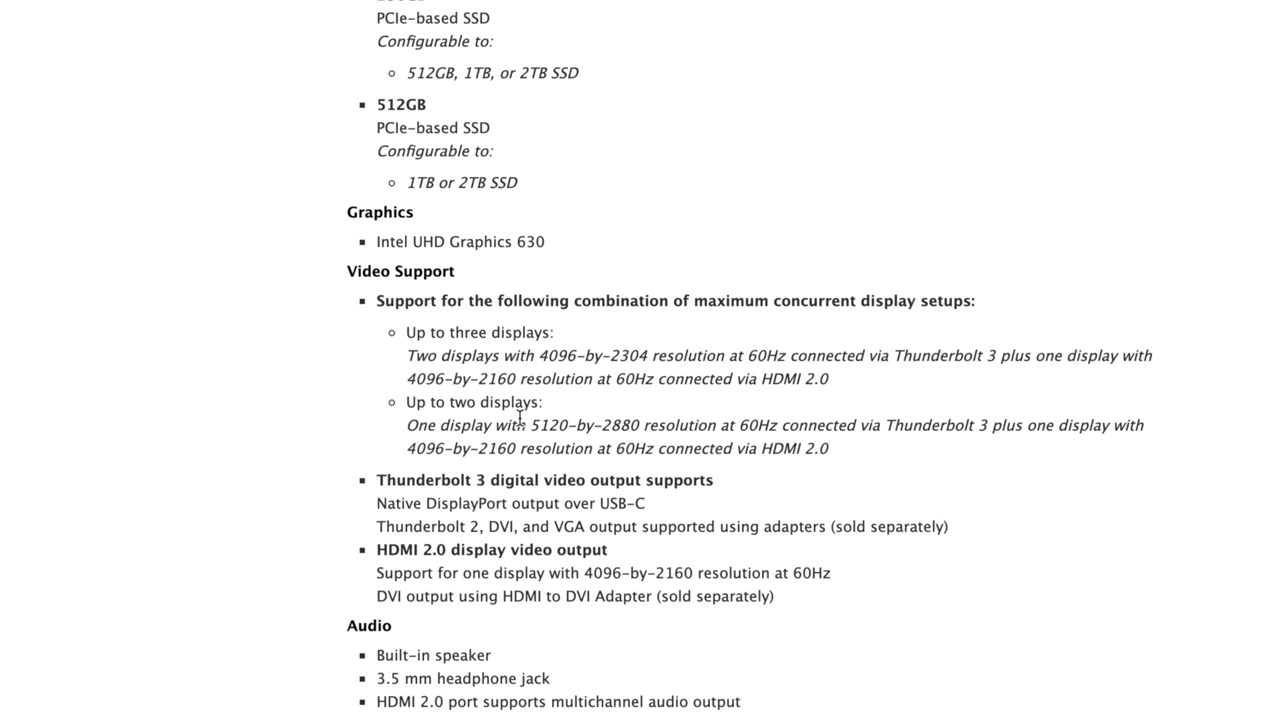 PCIe-based SSD
Configurable to:
512GB, 1TB, or 2TB SSD
512GB
PCIe-based SSD
Configurable to:
1TB or 2TB SSD
Graphics
Intel UHD Graphics 630
Video Support
Support for the following combination of maximum concurrent display setups:
Up to three displays:
Two displays with 4096-by-2304 resolution at 60Hz connected via Thunderbolt 3 plus one display with
4096-by-2160 resolution at 60Hz connected via HDMI 2.0
Up to two displays:
One display with 5120-by-2880 resolution at 60Hz connected via Thunderbolt 3 plus one display with
4096-by-2160 resolution at 60Hz connected via HDMI 2.0
Thunderbolt 3 digital video output supports
Native DisplayPort output over USB-C
Thunderbolt 2, DVI, and VGA output supported using adapters (sold separately)
HDMI 2.0 display video output
Support for one display with 4096-by-2160 resolution at 60Hz
DVI output using HDMI to DVI Adapter (sold separately)
Audio
Built-in speaker
3.5 mm headphone jack
HDMI 2.0 port supports multichannel audio output